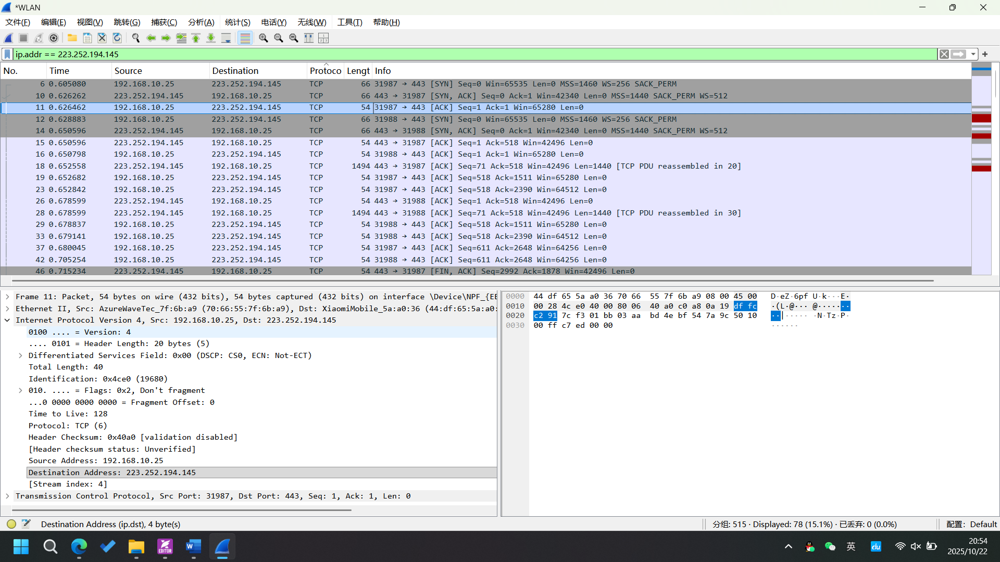 *WLAN
文件(F) 编辑(E) 视图(V) 跳转(G) 捕获(C) 分析(A) 统计(S) 电话(Y) 无线(W) 工具(T) 帮助(H)
ip.addr == 223.252.194.145
No. Time Source Destination Protoco Lengt Info
6 0.605080 192.168.10.25 223.252.194.145 TCP 66 31987 → 443 [SYN] Seq=0 Win=65535 Len=0 MSS=1460 WS=256 SACK_PERM
10 0.626262 223.252.194.145 192.168.10.25 TCP 66 443 → 31987 [SYN, ACK] Seq=0 Ack=1 Win=42340 Len=0 MSS=1440 SACK_PERM WS=512
11 0.626462 192.168.10.25 223.252.194.145 TCP 54 31987 → 443 [ACK] Seq=1 Ack=1 Win=65280 Len=0
12 0.628883 192.168.10.25 223.252.194.145 TCP 66 31988 → 443 [SYN] Seq=0 Win=65535 Len=0 MSS=1460 WS=256 SACK_PERM
14 0.650596 223.252.194.145 192.168.10.25 TCP 66 443 → 31988 [SYN, ACK] Seq=0 Ack=1 Win=42340 Len=0 MSS=1440 SACK_PERM WS=512
15 0.650596 223.252.194.145 192.168.10.25 TCP 54 443 → 31987 [ACK] Seq=1 Ack=518 Win=42496 Len=0
16 0.650798 192.168.10.25 223.252.194.145 TCP 54 31988 → 443 [ACK] Seq=1 Ack=1 Win=65280 Len=0
18 0.652558 223.252.194.145 192.168.10.25 TCP 1494 443 → 31987 [ACK] Seq=71 Ack=518 Win=42496 Len=1440 [TCP PDU reassembled in 20]
19 0.652682 192.168.10.25 223.252.194.145 TCP 54 31987 → 443 [ACK] Seq=518 Ack=1511 Win=65280 Len=0
23 0.652842 192.168.10.25 223.252.194.145 TCP 54 31987 → 443 [ACK] Seq=518 Ack=2390 Win=64512 Len=0
26 0.678599 223.252.194.145 192.168.10.25 TCP 54 443 → 31988 [ACK] Seq=1 Ack=518 Win=42496 Len=0
28 0.678599 223.252.194.145 192.168.10.25 TCP 1494 443 → 31988 [ACK] Seq=71 Ack=518 Win=42496 Len=1440 [TCP PDU reassembled in 30]
29 0.678837 192.168.10.25 223.252.194.145 TCP 54 31988 → 443 [ACK] Seq=518 Ack=1511 Win=65280 Len=0
33 0.679141 192.168.10.25 223.252.194.145 TCP 54 31988 → 443 [ACK] Seq=518 Ack=2390 Win=64512 Len=0
37 0.680045 192.168.10.25 223.252.194.145 TCP 54 31987 → 443 [ACK] Seq=611 Ack=2648 Win=64256 Len=0
42 0.705254 192.168.10.25 223.252.194.145 TCP 54 31988 → 443 [ACK] Seq=611 Ack=2648 Win=64256 Len=0
46 0.715234 223.252.194.145 192.168.10.25 TCP 54 443 → 31987 [FIN, ACK] Seq=2992 Ack=1878 Win=42496 Len=0
Frame 11: Packet, 54 bytes on wire (432 bits), 54 bytes captured (432 bits) on interface \Device\NPF_{EE
Ethernet II, Src: AzureWaveTec_7f:6b:a9 (70:66:55:7f:6b:a9), Dst: XiaomiMobile_5a:a0:36 (44:df:65:5a:a0:
Internet Protocol Version 4, Src: 192.168.10.25, Dst: 223.252.194.145
0100 .... = Version: 4
.... 0101 = Header Length: 20 bytes (5)
Differentiated Services Field: 0x00 (DSCP: CS0, ECN: Not-ECT)
Total Length: 40
Identification: 0x4ce0 (19680)
010. .... = Flags: 0x2, Don't fragment
...0 0000 0000 0000 = Fragment Offset: 0
Time to Live: 128
Protocol: TCP (6)
Header Checksum: 0x40a0 [validation disabled]
[Header checksum status: Unverified]
Source Address: 192.168.10.25
Destination Address: 223.252.194.145
[Stream index: 4]
Transmission Control Protocol, Src Port: 31987, Dst Port: 443, Seq: 1, Ack: 1, Len: 0
0000 44 df 65 5a a0 36 70 66 55 7f 6b a9 08 00 45 00 D·eZ·6pf U·k···E·
0010 00 28 4c e0 40 00 80 06 40 a0 c0 a8 0a 19 df fc ·(L·@··· @·······
0020 c2 91 7c f3 01 bb 03 aa bd 4e bf 54 7a 9c 50 10 ··|····· ·N·Tz·P·
0030 00 ff c7 ed 00 00 ······
Destination Address (ip.dst), 4 byte(s)
分组: 515 · Displayed: 78 (15.1%) · 已丢弃: 0 (0.0%)
配置: Default
EDITOR
W
英
du
20:54
2025/10/22